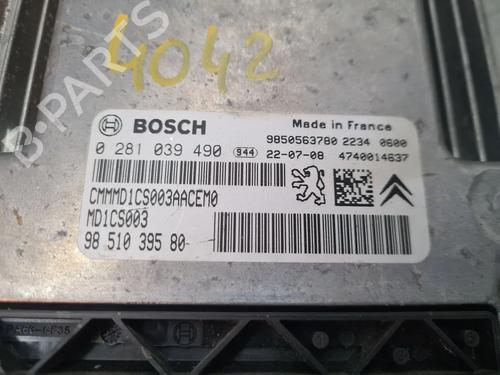 4042
BOSCH
Made in France
9850563780 2234 0600
0 281 039 490 944 22-07-08 4740014637
CMMMD1CS003AACEM0
MD1CS003
98 510 395 80
B-PARTS